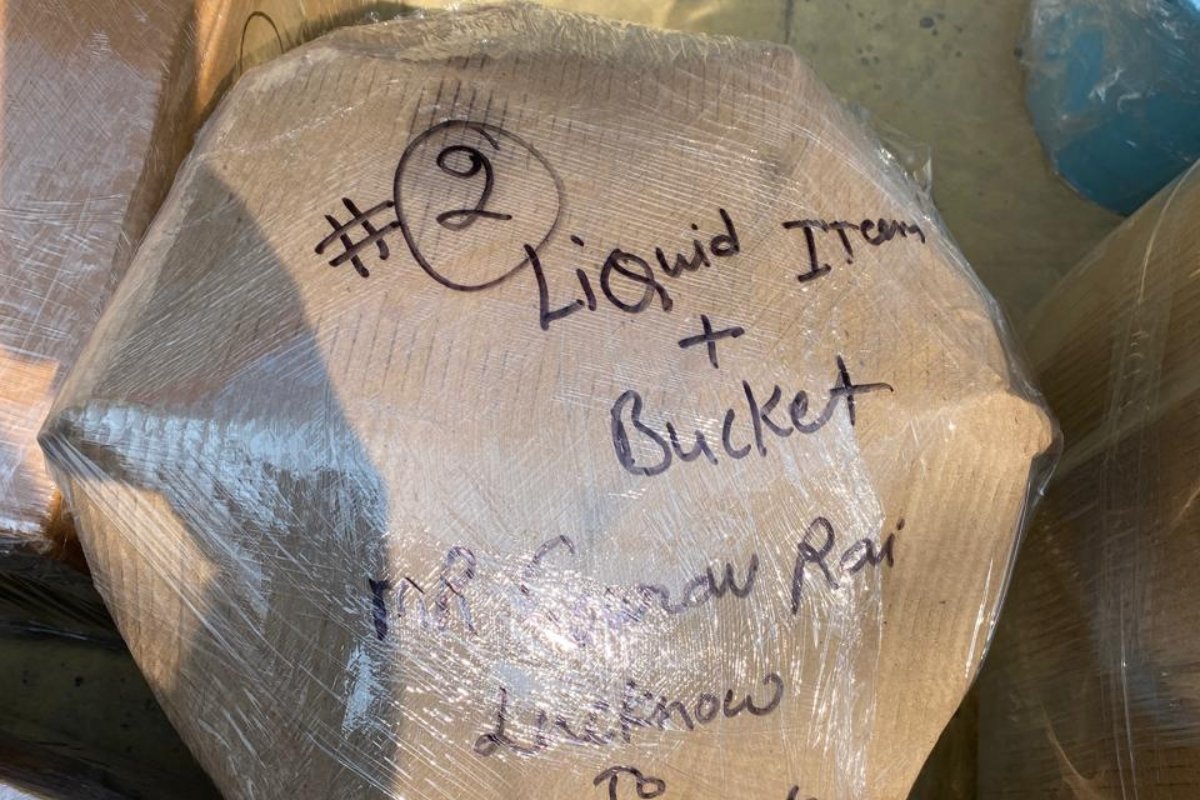 #2
Liquid ITem
+
Bucket
MR Rai
Lucknow
To